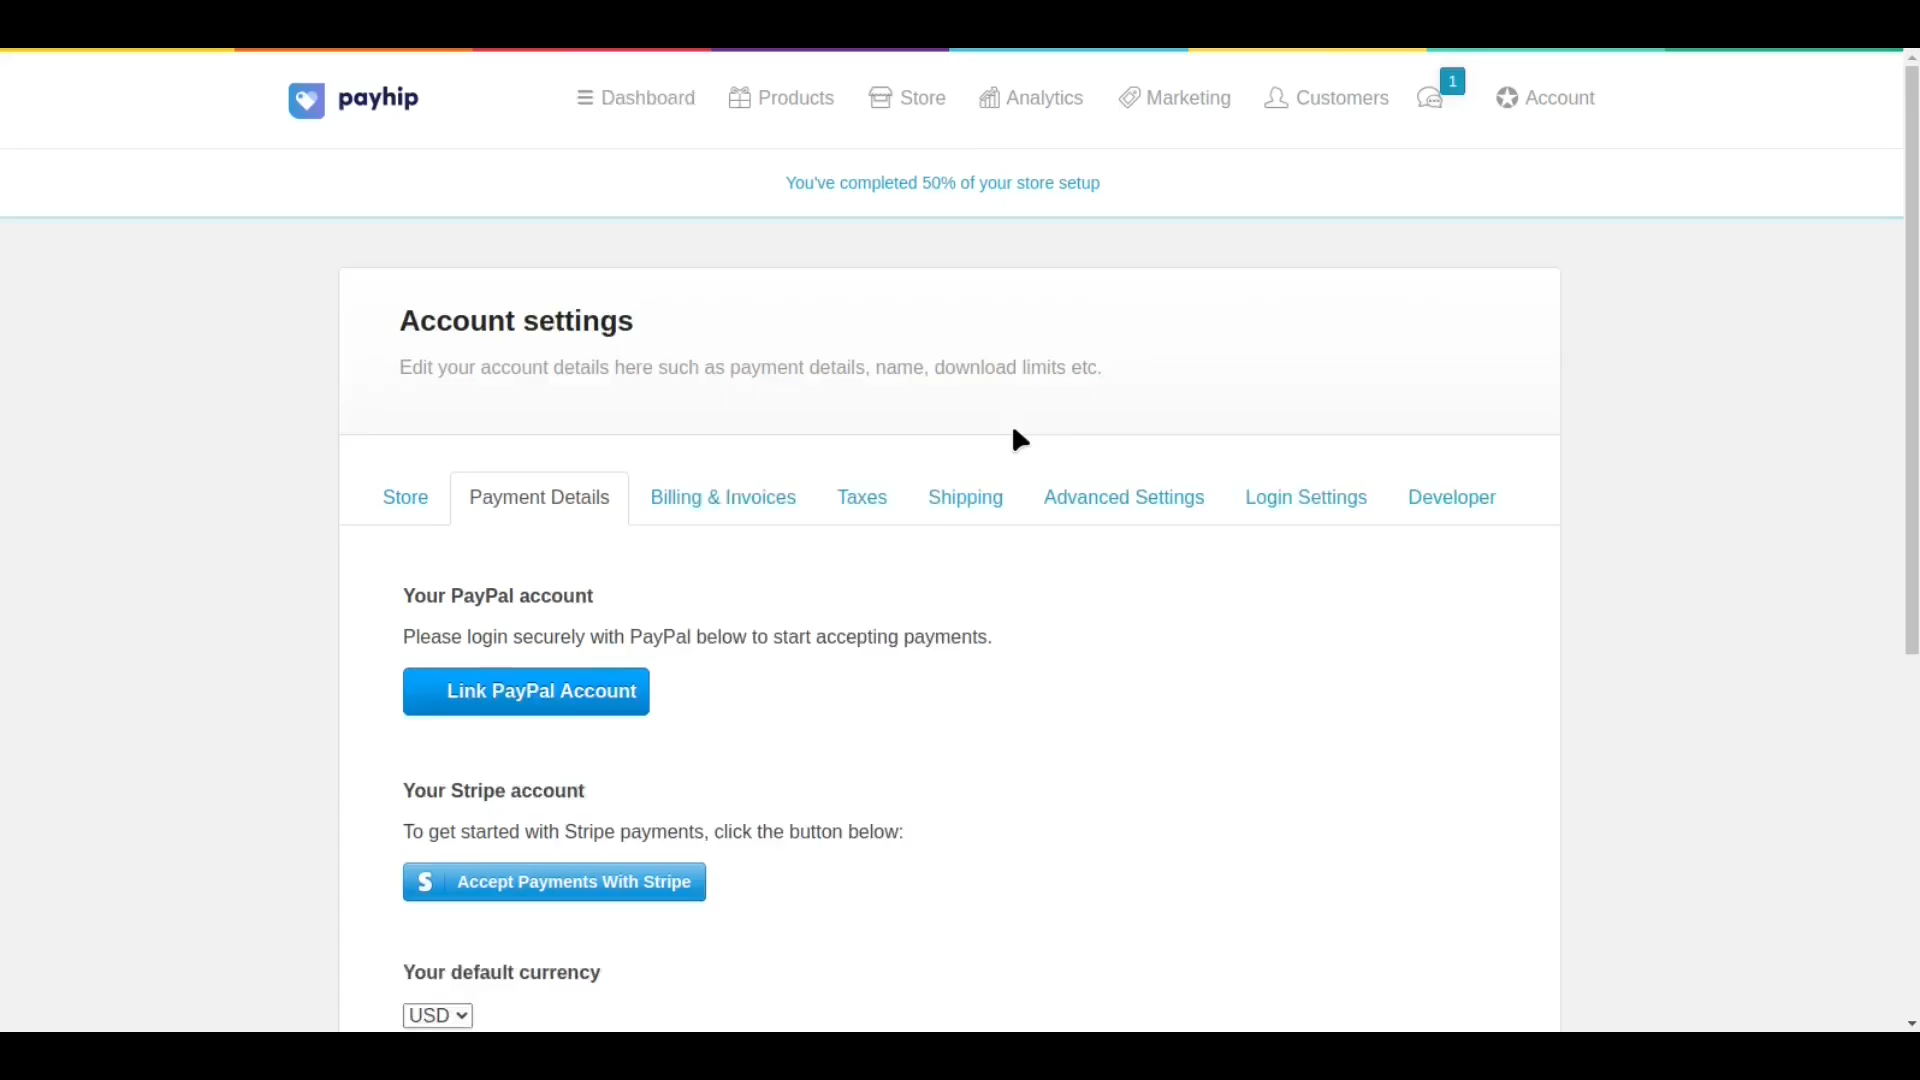 payhip
Dashboard
Products
Store
Analytics
Marketing
Customers
1
Account
You've completed 50% of your store setup
Account settings
Edit your account details here such as payment details, name, download limits etc.
Store
Payment Details
Billing & Invoices
Taxes
Shipping
Advanced Settings
Login Settings
Developer
Your PayPal account
Please login securely with PayPal below to start accepting payments.
Link PayPal Account
Your Stripe account
To get started with Stripe payments, click the button below:
S
Accept Payments With Stripe
Your default currency
USD